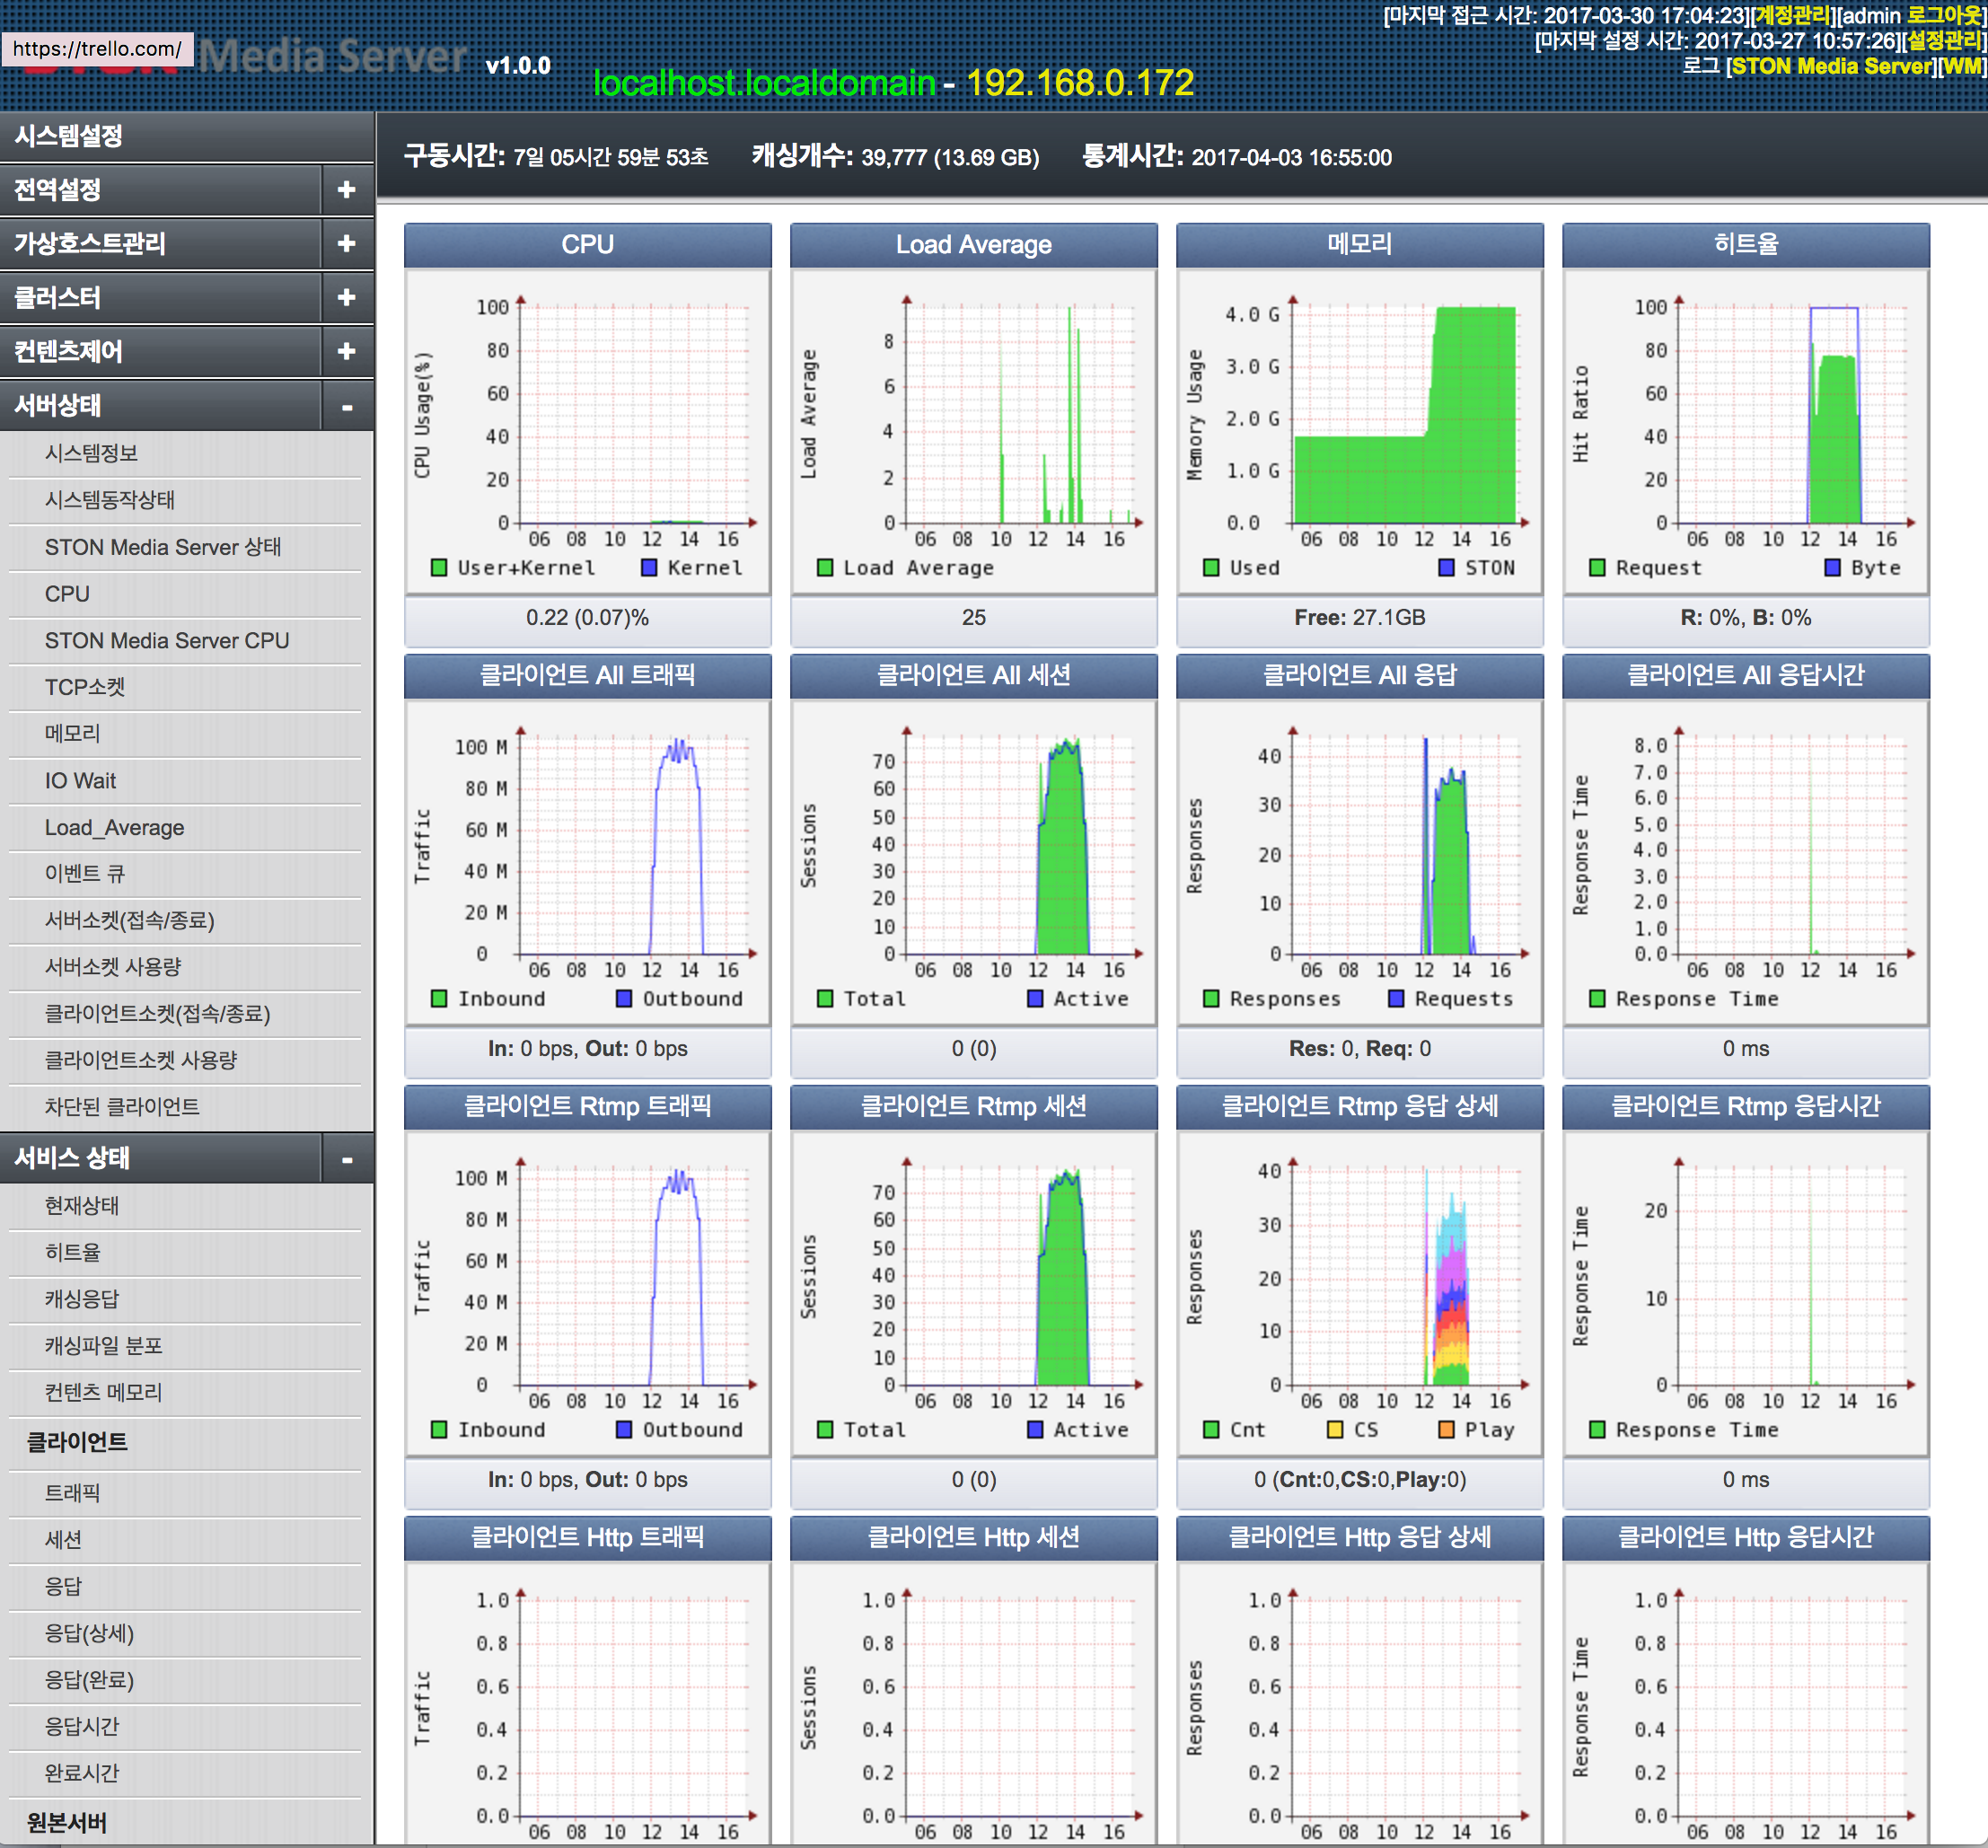 [마지막 접근 시간: 2017-03-30 17:04:23][계정관리][admin 로그아웃]
[마지막 설정 시간: 2017-03-27 10:57:26][설정관리]
로그 [STON Media Server][WM]
https://trello.com/
STON Media Server v1.0.0
localhost.localdomain - 192.168.0.172
시스템설정
전역설정 +
가상호스트관리 +
클러스터 +
컨텐츠제어 +
서버상태 -
시스템정보
시스템동작상태
STON Media Server 상태
CPU
STON Media Server CPU
TCP소켓
메모리
IO Wait
Load_Average
이벤트 큐
서버소켓(접속/종료)
서버소켓 사용량
클라이언트소켓(접속/종료)
클라이언트소켓 사용량
차단된 클라이언트
서비스 상태 -
현재상태
히트율
캐싱응답
캐싱파일 분포
컨텐츠 메모리
클라이언트
트래픽
세션
응답
응답(상세)
응답(완료)
응답시간
완료시간
원본서버
구동시간: 7일 05시간 59분 53초 캐싱개수: 39,777 (13.69 GB) 통계시간: 2017-04-03 16:55:00
CPU
CPU Usage(%)
100
80
60
40
20
0
06 08 10 12 14 16
User+Kernel Kernel
0.22 (0.07)%
Load Average
Load Average
8
6
4
2
0
06 08 10 12 14 16
Load Average
25
메모리
Memory Usage
4.0 G
3.0 G
2.0 G
1.0 G
0.0
06 08 10 12 14 16
Used STON
Free: 27.1GB
히트율
Hit Ratio
100
80
60
40
20
0
06 08 10 12 14 16
Request Byte
R: 0%, B: 0%
클라이언트 All 트래픽
Traffic
100 M
80 M
60 M
40 M
20 M
0
06 08 10 12 14 16
Inbound Outbound
In: 0 bps, Out: 0 bps
클라이언트 All 세션
Sessions
70
60
50
40
30
20
10
0
06 08 10 12 14 16
Total Active
0 (0)
클라이언트 All 응답
Responses
40
30
20
10
0
06 08 10 12 14 16
Responses Requests
Res: 0, Req: 0
클라이언트 All 응답시간
Response Time
8.0
7.0
6.0
5.0
4.0
3.0
2.0
1.0
0.0
06 08 10 12 14 16
Response Time
0 ms
클라이언트 Rtmp 트래픽
Traffic
100 M
80 M
60 M
40 M
20 M
0
06 08 10 12 14 16
Inbound Outbound
In: 0 bps, Out: 0 bps
클라이언트 Rtmp 세션
Sessions
70
60
50
40
30
20
10
0
06 08 10 12 14 16
Total Active
0 (0)
클라이언트 Rtmp 응답 상세
Responses
40
30
20
10
0
06 08 10 12 14 16
Cnt CS Play
0 (Cnt:0,CS:0,Play:0)
클라이언트 Rtmp 응답시간
Response Time
20
10
0
06 08 10 12 14 16
Response Time
0 ms
클라이언트 Http 트래픽
Traffic
1.0
0.8
0.6
0.4
0.2
0.0
06 08 10 12 14 16
클라이언트 Http 세션
Sessions
1.0
0.8
0.6
0.4
0.2
0.0
06 08 10 12 14 16
클라이언트 Http 응답 상세
Responses
1.0
0.8
0.6
0.4
0.2
0.0
06 08 10 12 14 16
클라이언트 Http 응답시간
Response Time
1.0
0.8
0.6
0.4
0.2
0.0
06 08 10 12 14 16